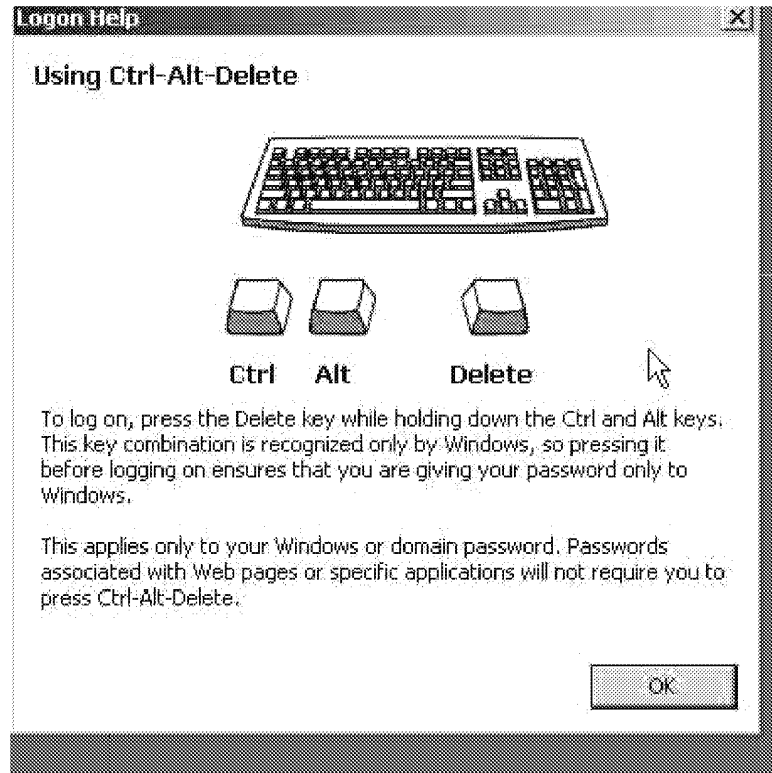 Logon Help
Using Ctrl-Alt-Delete
Ctrl Alt Delete
To log on, press the Delete key while holding down the Ctrl and Alt keys.
This key combination is recognized only by Windows, so pressing it
before logging on ensures that you are giving your password only to
Windows.
This applies only to your Windows or domain password. Passwords
associated with Web pages or specific applications will not require you to
press Ctrl-Alt-Delete.
OK